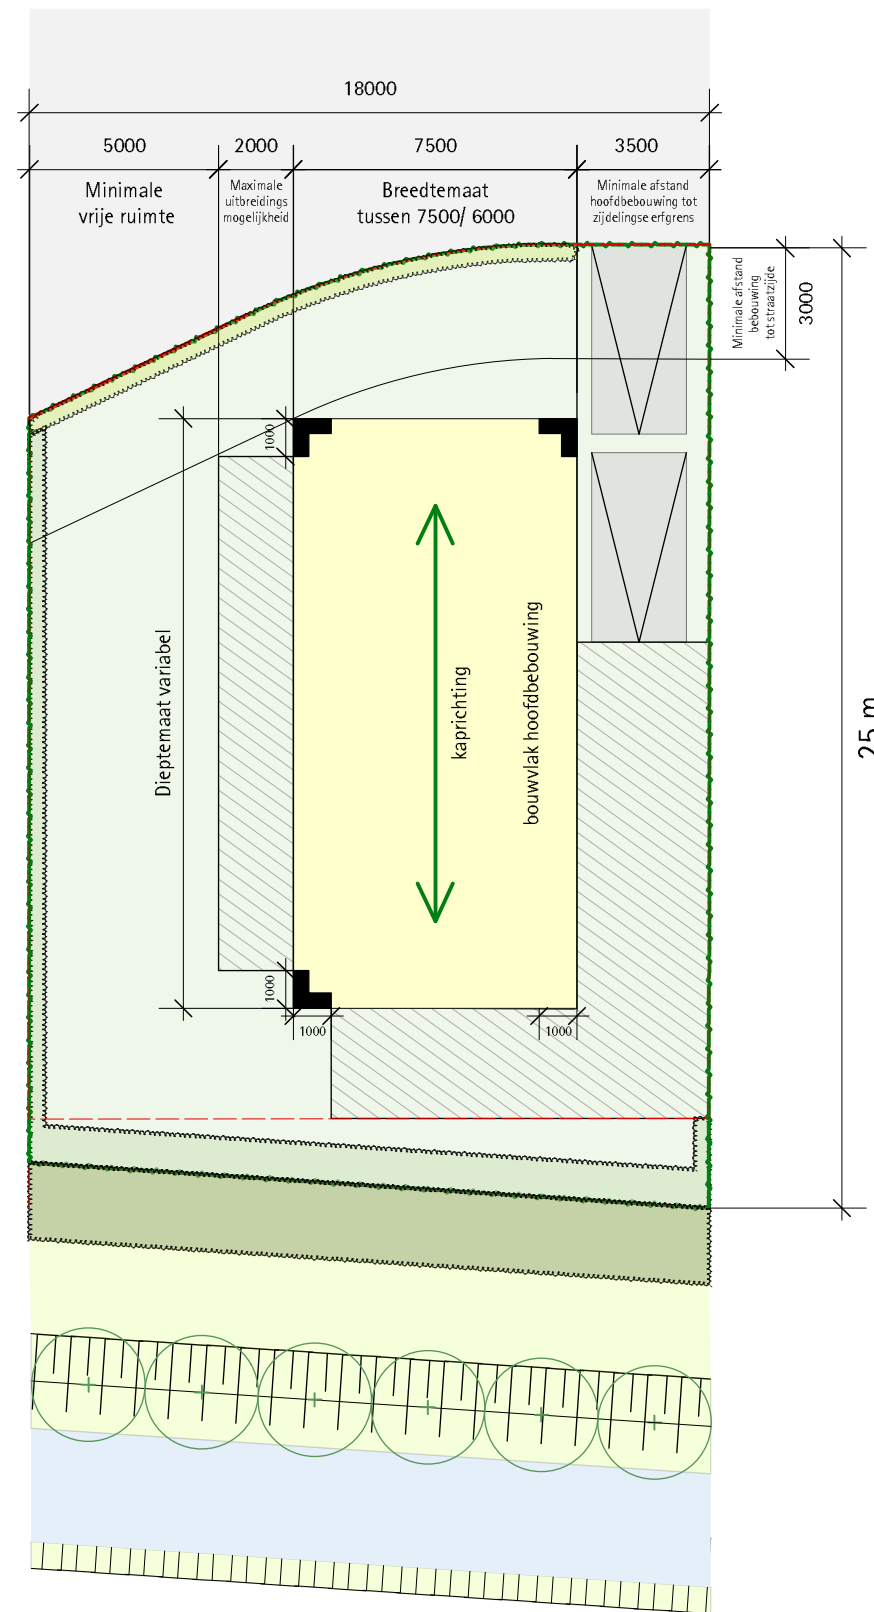 18000
5000
2000
7500
3500
Minimale
vrije ruimte
Maximale
uitbreidings
mogelijkheid
Breedtemaat
tussen 7500/ 6000
Minimale afstand
hoofdbebouwing tot
zijdelingse erfgrens
Minimale afstand
bebouwing
tot straatzijde
3000
1000
Dieptemaat variabel
kaprichting
bouwvlak hoofdbebouwing
25 m
1000
1000
1000